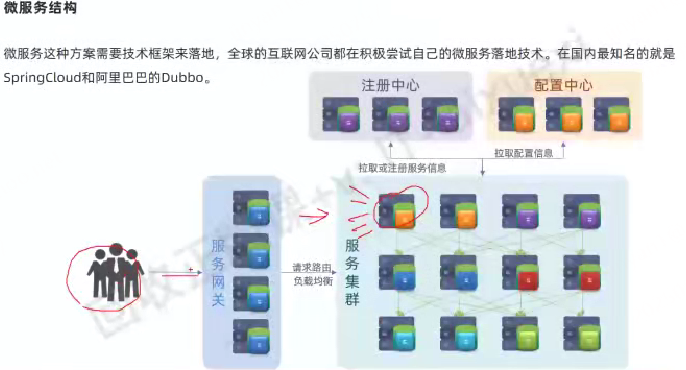 微服务结构
微服务这种方案需要技术框架来落地，全球的互联网公司都在积极尝试自己的微服务落地技术。在国内最知名的就是
SpringCloud和阿里巴巴的Dubbo。
注册中心
配置中心
拉取配置信息
拉取或注册服务信息
服务网关
请求路由
负载均衡
服务集群